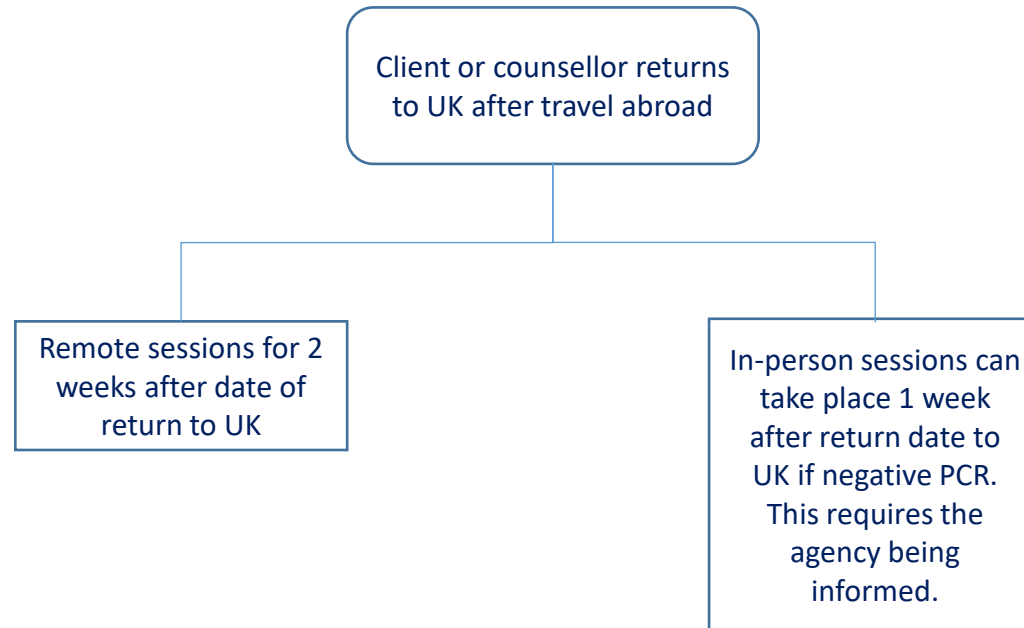 Client or counsellor returns
to UK after travel abroad
Remote sessions for 2
weeks after date of
return to UK
In-person sessions can
take place 1 week
after return date to
UK if negative PCR.
This requires the
agency being
informed.